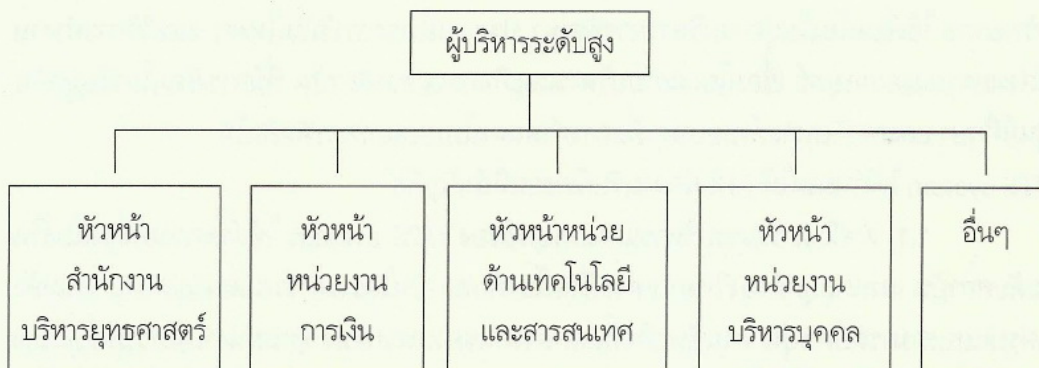 ผู้บริหารระดับสูง
หัวหน้า
สำนักงาน
บริหารยุทธศาสตร์
หัวหน้า
หน่วยงาน
การเงิน
หัวหน้าหน่วย
ด้านเทคโนโลยี
และสารสนเทศ
หัวหน้า
หน่วยงาน
บริหารบุคคล
อื่นๆ